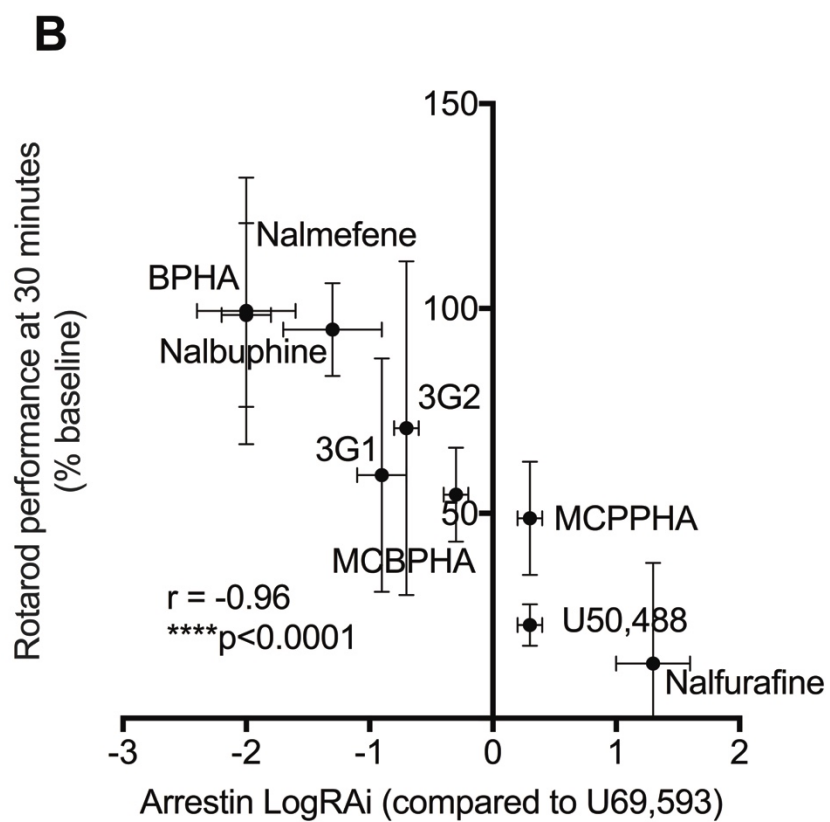 B
Rotarod performance at 30 minutes
(% baseline)
150
100
50
Nalmefene
BPHA
Nalbuphine
3G2
3G1
MCPPHA
MCBPHA
U50,488
Nalfurafine
r = -0.96
****p<0.0001
-3 -2 -1 0 1 2
Arrestin LogRAi (compared to U69,593)